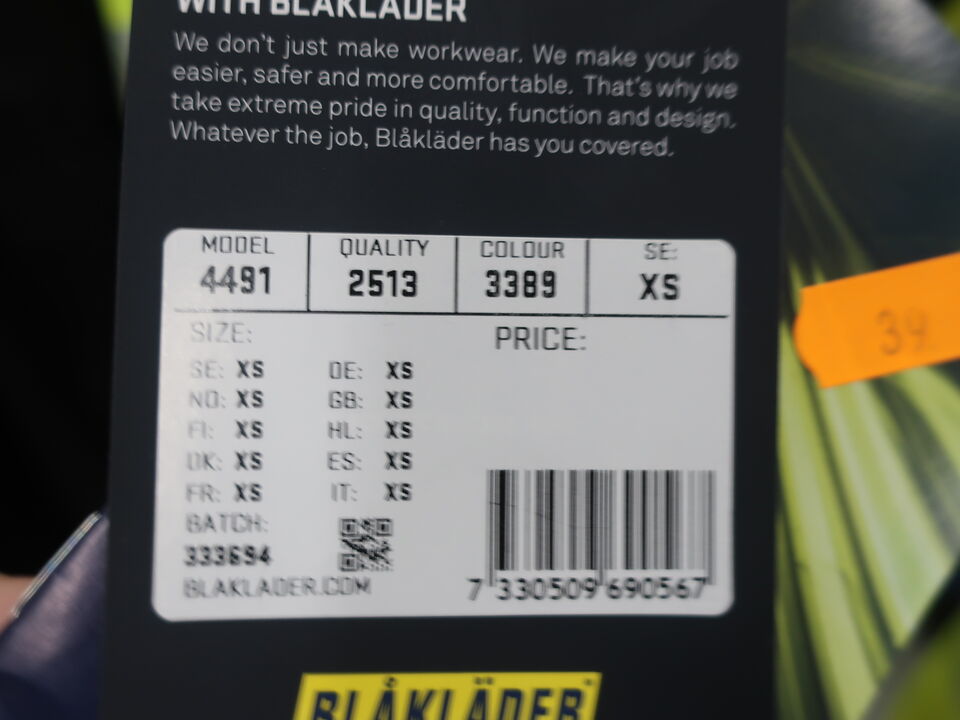 WITH BLÅKLÄDER
We don't just make workwear. We make your job
easier, safer and more comfortable. That's why we
take extreme pride in quality, function and design.
Whatever the job, Blåkläder has you covered.
MODEL QUALITY COLOUR SE:
4491 2513 3389 XS
SIZE: PRICE:
SE: XS DE: XS
NO: XS GB: XS
FI: XS HL: XS
DK: XS ES: XS
FR: XS IT: XS
BATCH:
333694
BLAKLADER.COM
7 330509 690567
BLÅKLÄDER
39